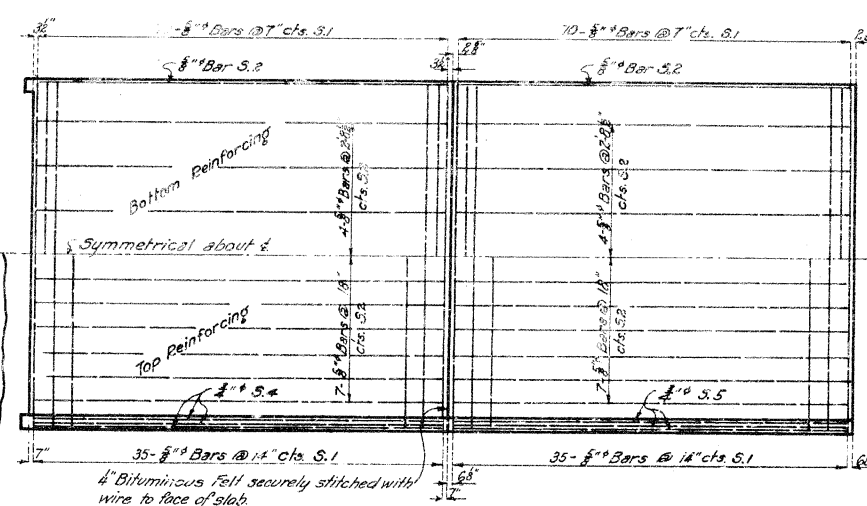 3½"
-⅝"ᶲ Bars @ 7" cts. S.1
70-⅝"ᶲ Bars @ 7" cts. S.1
2⅝"
3½"
⅝"ᶲ Bar S.2
⅝"ᶲ Bar S.2
Bottom Reinforcing
4-⅝"ᶲ Bars @ 2'-8½"
cts. S.2
4-⅝"ᶲ Bars @ 2'-8½"
cts. S.2
Symmetrical about ℄
Top Reinforcing
7-⅝"ᶲ Bars @ 18"
cts. S.2
7-⅝"ᶲ Bars @ 18"
cts. S.2
¾"ᶲ S.4
¾"ᶲ S.5
7"
35-⅝"ᶲ Bars @ 14" cts. S.1
35-⅝"ᶲ Bars @ 14" cts. S.1
6⅛"
7"
¼" Bituminous Felt securely stitched with
wire to face of slab.